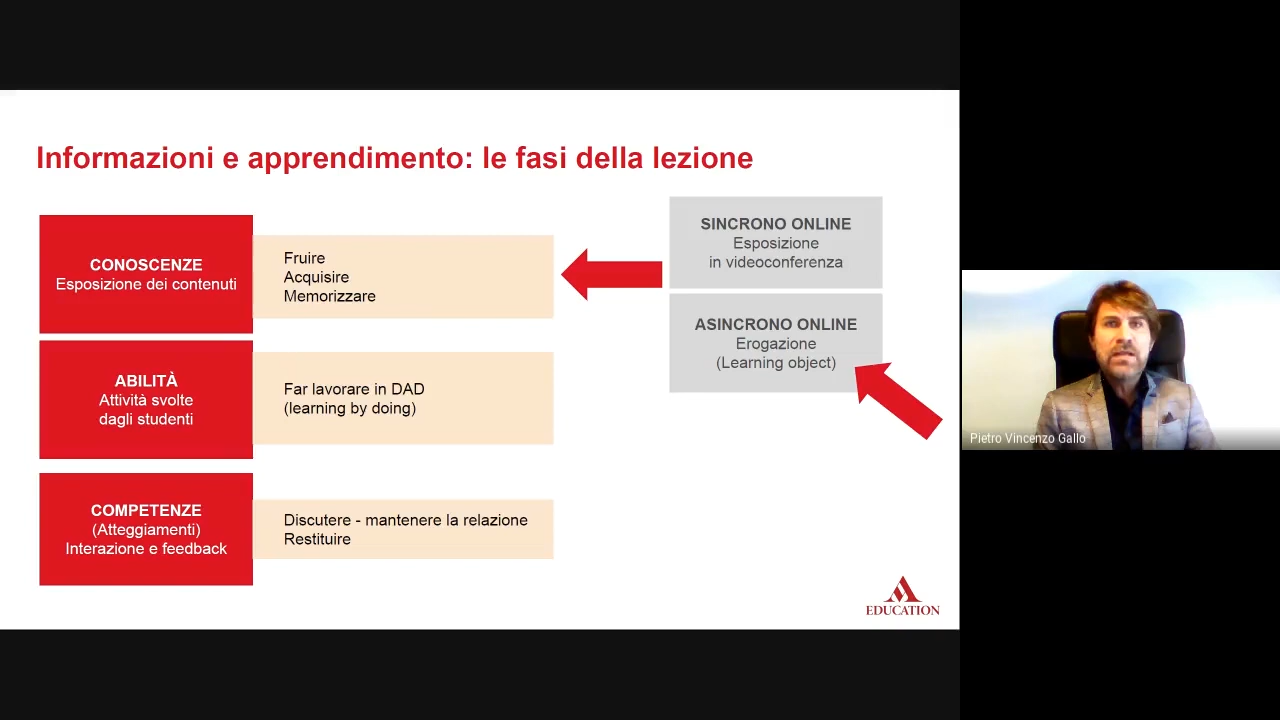 Informazioni e apprendimento: le fasi della lezione
CONOSCENZE
Esposizione dei contenuti
Fruire
Acquisire
Memorizzare
SINCRONO ONLINE
Esposizione
in videoconferenza
ASINCRONO ONLINE
Erogazione
(Learning object)
ABILITÀ
Attività svolte
dagli studenti
Far lavorare in DAD
(learning by doing)
COMPETENZE
(Atteggiamenti)
Interazione e feedback
Discutere - mantenere la relazione
Restituire
EDUCATION
Pietro Vincenzo Gallo